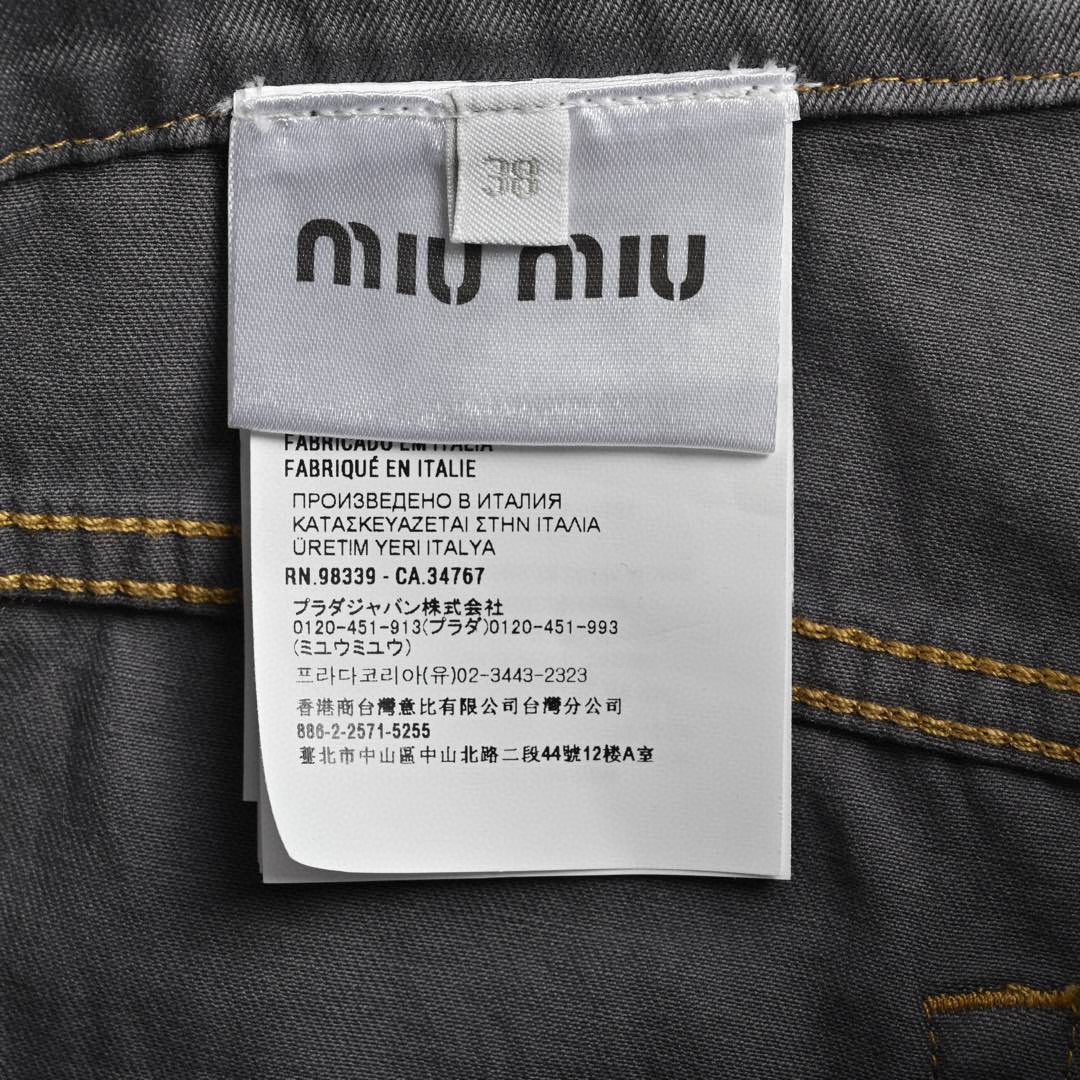 38
miu miu
FABRICADO EM ITALIA
FABRIQUÉ EN ITALIE
ПРОИЗВЕДЕНО В ИТАЛИЯ
ΚΑΤΑΣΚΕΥΑΖΕΤΑΙ ΣΤΗΝ ΙΤΑΛΙΑ
ÜRETIM YERI ITALYA
RN.98339 - CA.34767
プラダジャパン株式会社
0120-451-913(プラダ)0120-451-993
(ミュウミュウ)
프라다코리아(유)02-3443-2323
香港商台灣意比有限公司台灣分公司
886-2-2571-5255
臺北市中山區中山北路二段44號12楼A室